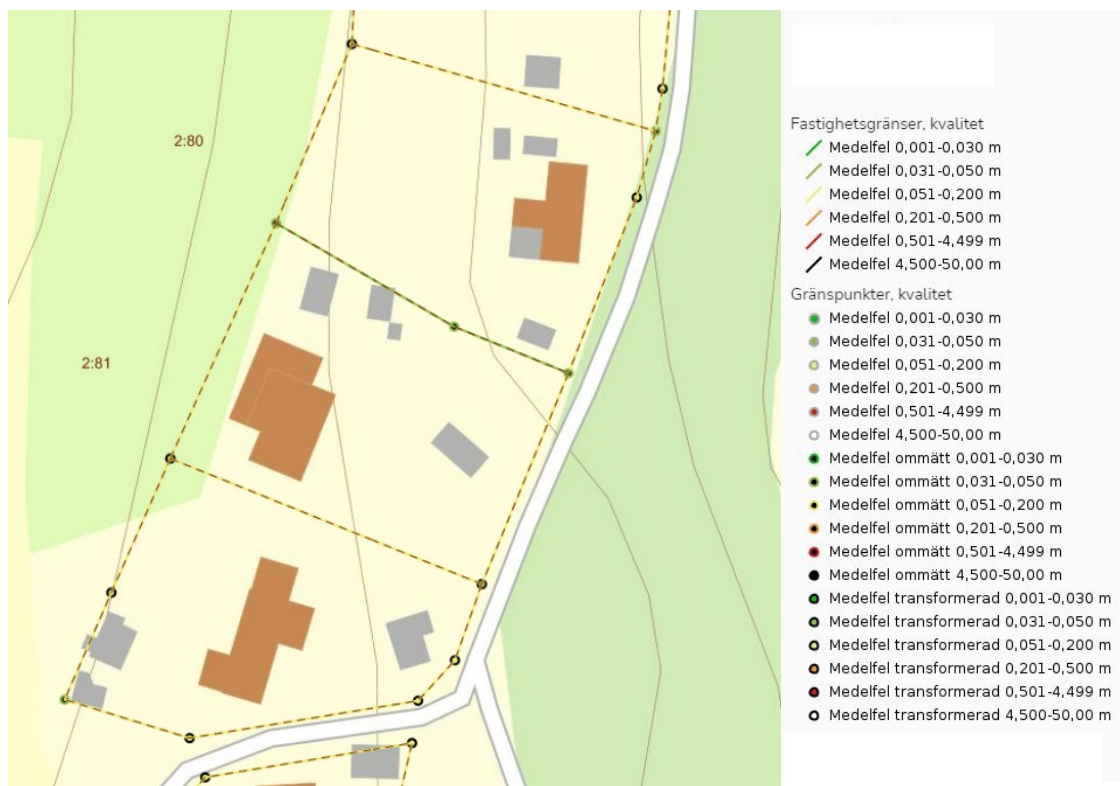 2:80
2:81
Fastighetsgränser, kvalitet
Medelfel 0,001-0,030 m
Medelfel 0,031-0,050 m
Medelfel 0,051-0,200 m
Medelfel 0,201-0,500 m
Medelfel 0,501-4,499 m
Medelfel 4,500-50,00 m
Gränspunkter, kvalitet
Medelfel 0,001-0,030 m
Medelfel 0,031-0,050 m
Medelfel 0,051-0,200 m
Medelfel 0,201-0,500 m
Medelfel 0,501-4,499 m
Medelfel 4,500-50,00 m
Medelfel ommätt 0,001-0,030 m
Medelfel ommätt 0,031-0,050 m
Medelfel ommätt 0,051-0,200 m
Medelfel ommätt 0,201-0,500 m
Medelfel ommätt 0,501-4,499 m
Medelfel ommätt 4,500-50,00 m
Medelfel transformerad 0,001-0,030 m
Medelfel transformerad 0,031-0,050 m
Medelfel transformerad 0,051-0,200 m
Medelfel transformerad 0,201-0,500 m
Medelfel transformerad 0,501-4,499 m
Medelfel transformerad 4,500-50,00 m